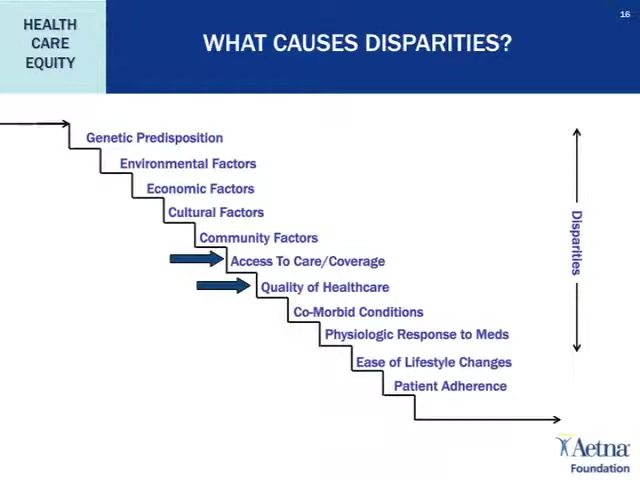 HEALTH
CARE
EQUITY
WHAT CAUSES DISPARITIES?
16
Genetic Predisposition
Environmental Factors
Economic Factors
Cultural Factors
Community Factors
Access To Care/Coverage
Quality of Healthcare
Co-Morbid Conditions
Physiologic Response to Meds
Ease of Lifestyle Changes
Patient Adherence
Disparities
Aetna
Foundation